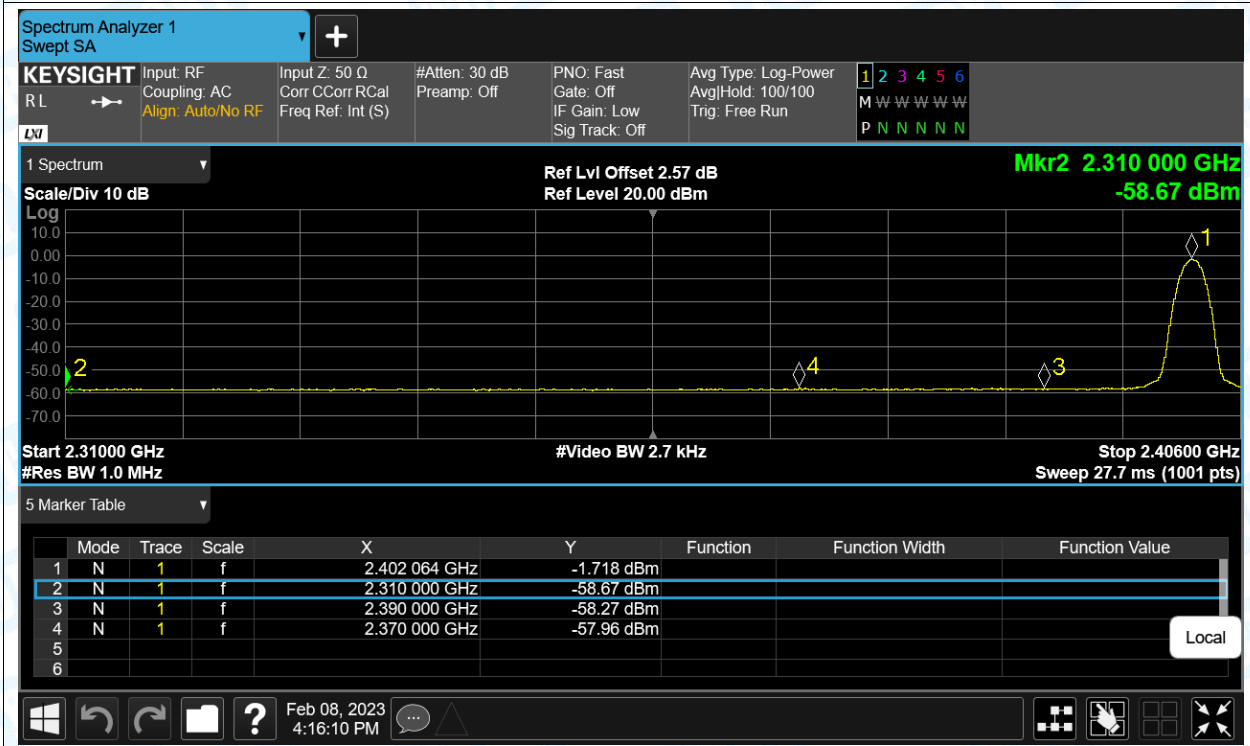 Spectrum Analyzer 1
Swept SA
KEYSIGHT
R L
LXI
Input: RF
Coupling: AC
Align: Auto/No RF
Input Z: 50 Ω
Corr CCorr RCal
Freq Ref: Int (S)
#Atten: 30 dB
Preamp: Off
PNO: Fast
Gate: Off
IF Gain: Low
Sig Track: Off
Avg Type: Log-Power
Avg|Hold: 100/100
Trig: Free Run
1 2 3 4 5 6
M W W W W W
P N N N N N
1 Spectrum
Scale/Div 10 dB
Ref Lvl Offset 2.57 dB
Ref Level 20.00 dBm
Mkr2 2.310 000 GHz
-58.67 dBm
Log
10.0
0.00
-10.0
-20.0
-30.0
-40.0
-50.0
-60.0
-70.0
1
2
4
3
Start 2.31000 GHz
#Res BW 1.0 MHz
#Video BW 2.7 kHz
Stop 2.40600 GHz
Sweep 27.7 ms (1001 pts)
5 Marker Table
Mode Trace Scale X Y Function Function Width Function Value
1 N 1 f 2.402 064 GHz -1.718 dBm
2 N 1 f 2.310 000 GHz -58.67 dBm
3 N 1 f 2.390 000 GHz -58.27 dBm
4 N 1 f 2.370 000 GHz -57.96 dBm
5
6
Local
?
Feb 08, 2023
4:16:10 PM